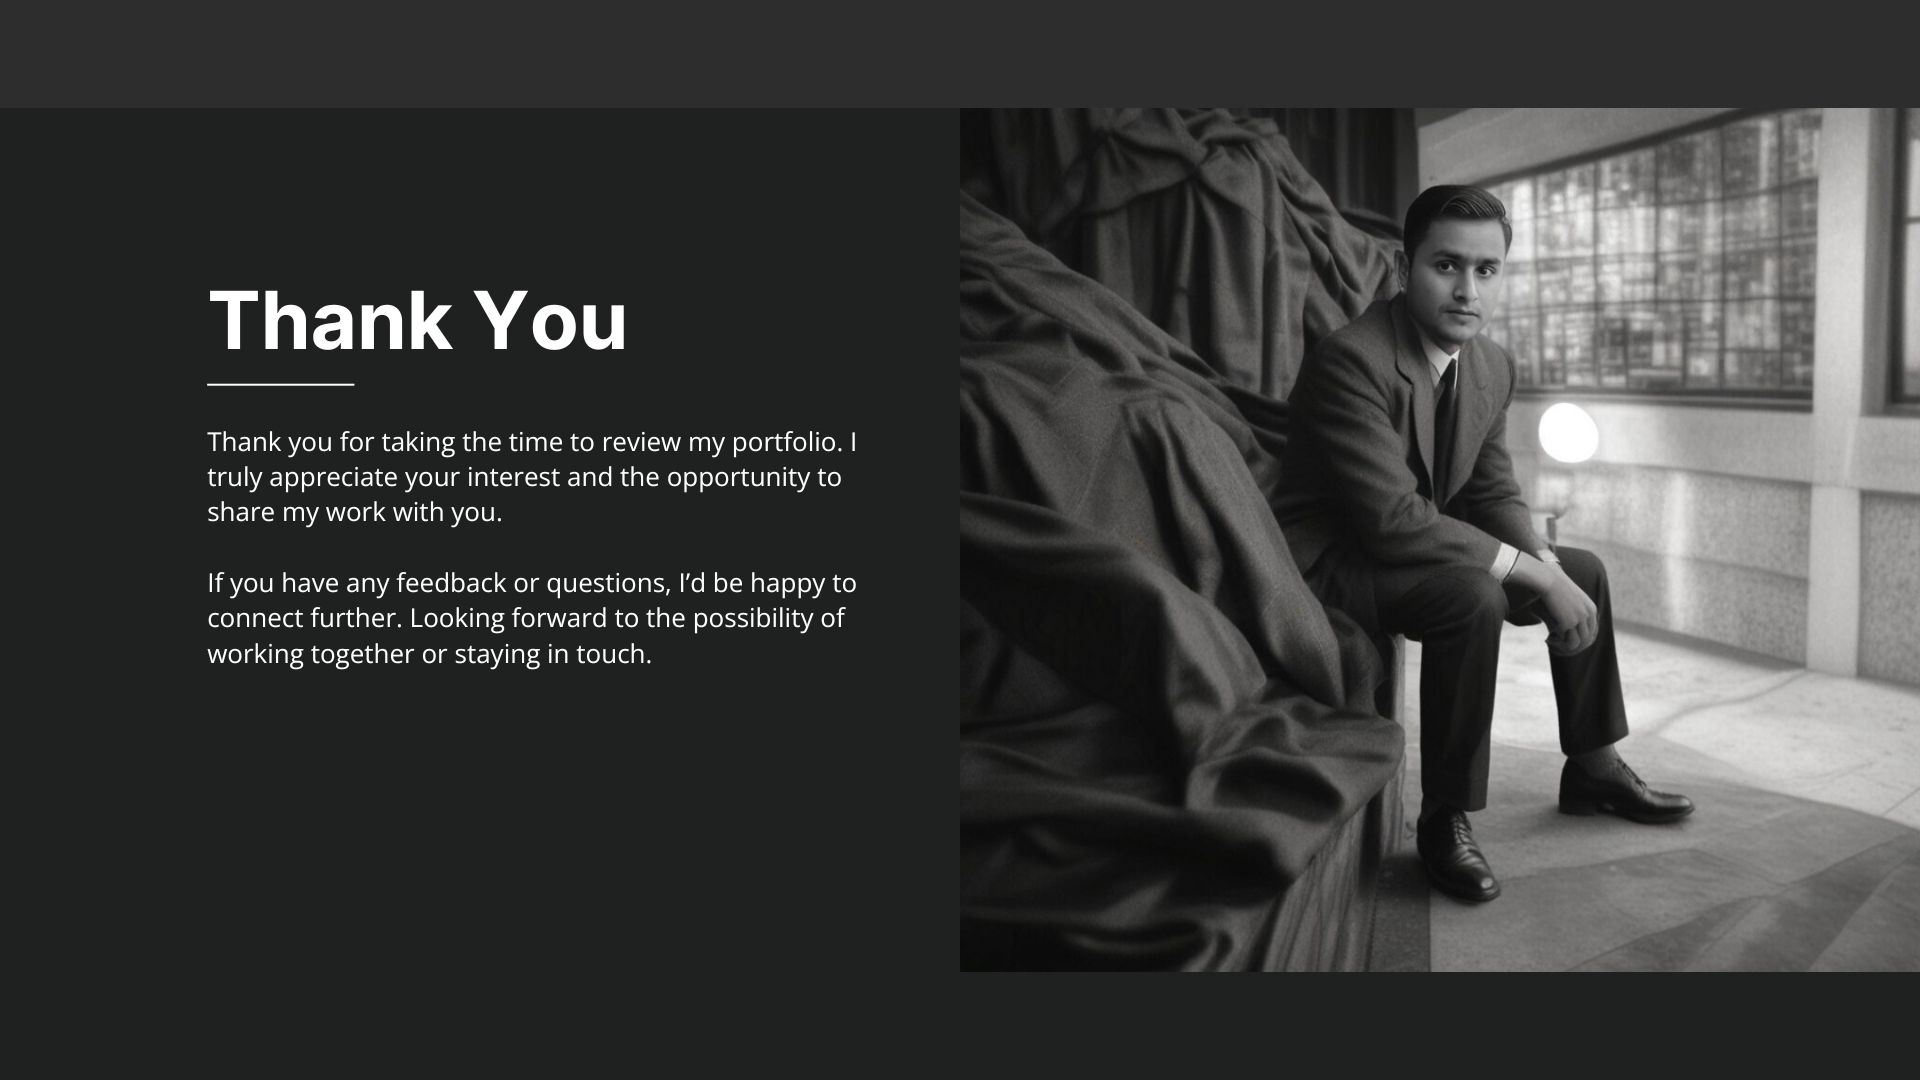 Thank You
Thank you for taking the time to review my portfolio. I
truly appreciate your interest and the opportunity to
share my work with you.
If you have any feedback or questions, I’d be happy to
connect further. Looking forward to the possibility of
working together or staying in touch.